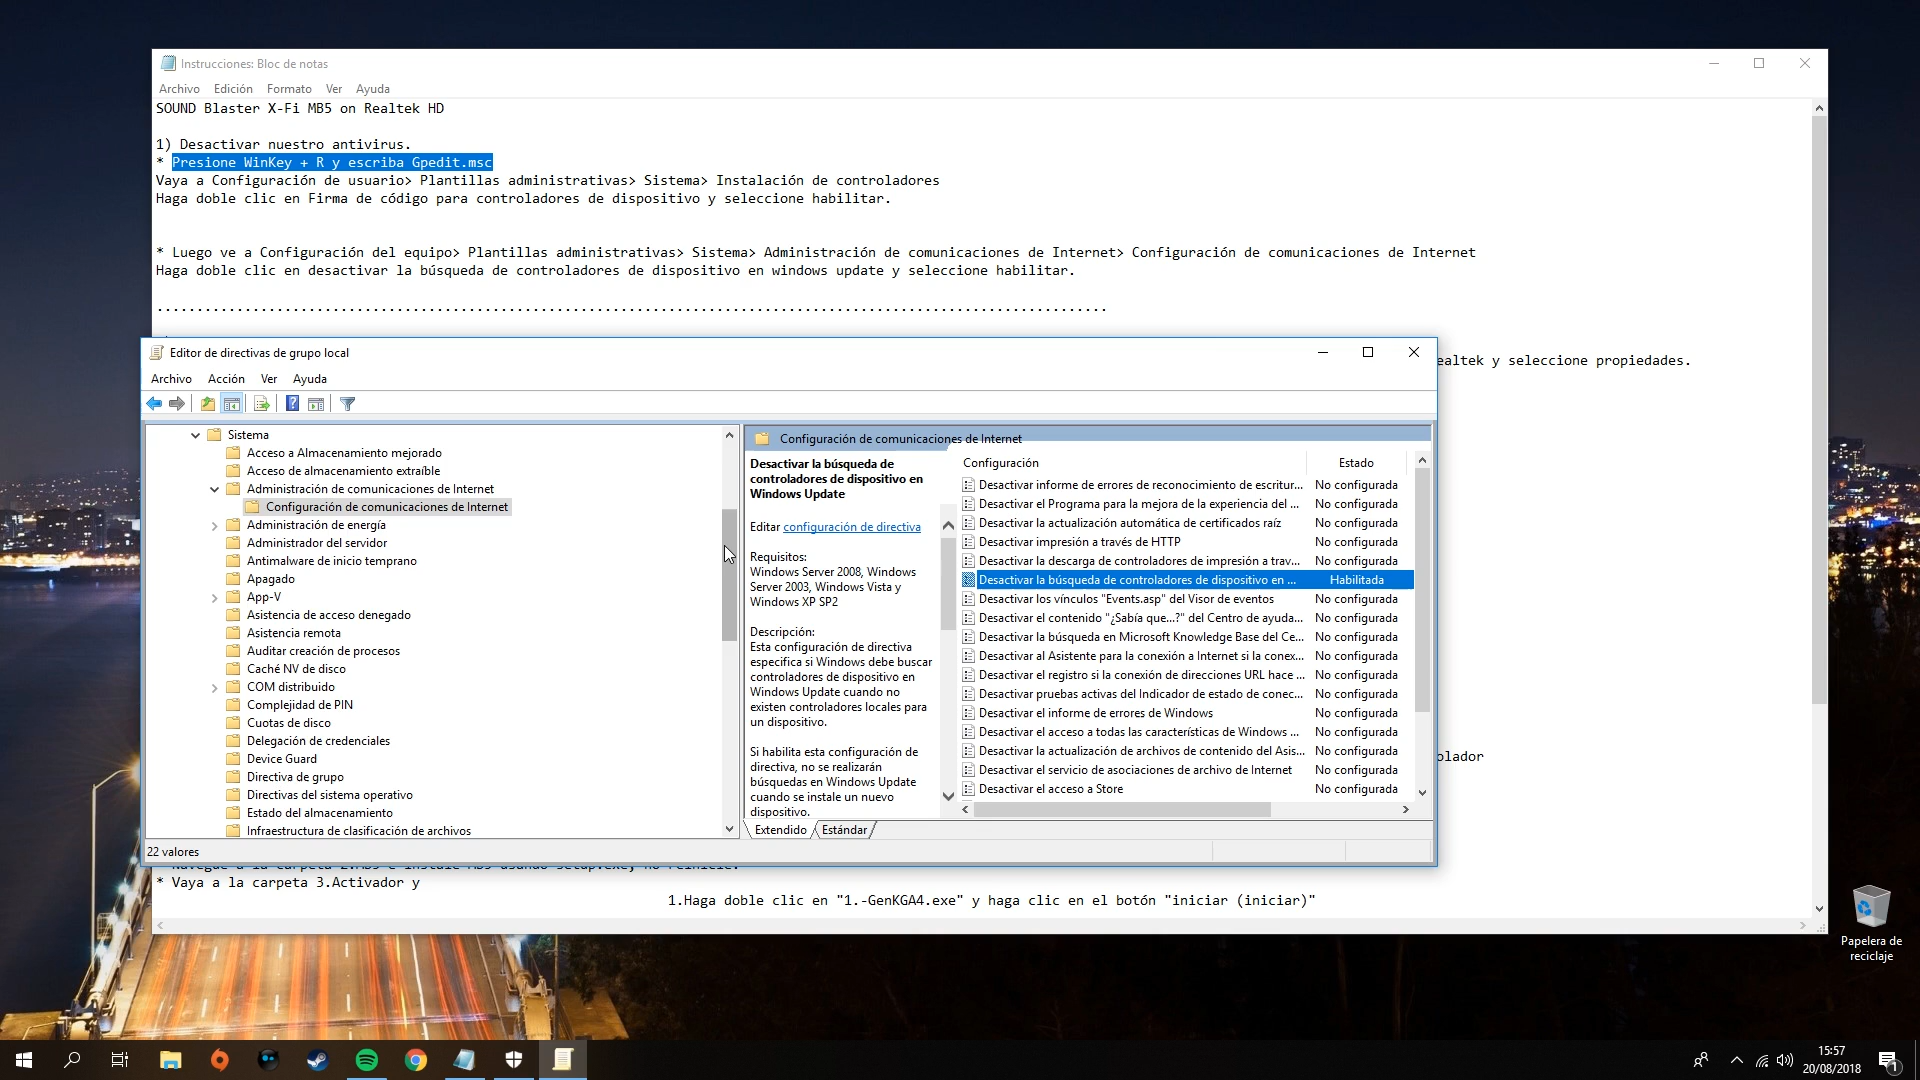 Instrucciones: Bloc de notas
Archivo Edición Formato Ver Ayuda
SOUND Blaster X-Fi MB5 on Realtek HD
1) Desactivar nuestro antivirus.
* Presione WinKey + R y escriba Gpedit.msc
Vaya a Configuración de usuario> Plantillas administrativas> Sistema> Instalación de controladores
Haga doble clic en Firma de código para controladores de dispositivo y seleccione habilitar.
* Luego ve a Configuración del equipo> Plantillas administrativas> Sistema> Administración de comunicaciones de Internet> Configuración de comunicaciones de Internet
Haga doble clic en desactivar la búsqueda de controladores de dispositivo en windows update y seleccione habilitar.
.......................................................................................................................
y seleccione propiedades.
Editor de directivas de grupo local
Archivo Acción Ver Ayuda
Sistema
Acceso a Almacenamiento mejorado
Acceso de almacenamiento extraíble
Administración de comunicaciones de Internet
Configuración de comunicaciones de Internet
Administración de energía
Administrador del servidor
Antimalware de inicio temprano
Apagado
App-V
Asistencia de acceso denegado
Asistencia remota
Auditar creación de procesos
Caché NV de disco
COM distribuido
Complejidad de PIN
Cuotas de disco
Delegación de credenciales
Device Guard
Directiva de grupo
Directivas del sistema operativo
Estado del almacenamiento
Infraestructura de clasificación de archivos
Configuración de comunicaciones de Internet
Desactivar la búsqueda de
controladores de dispositivo en
Windows Update
Editar configuración de directiva
Requisitos:
Windows Server 2008, Windows
Server 2003, Windows Vista y
Windows XP SP2
Descripción:
Esta configuración de directiva
especifica si Windows debe buscar
controladores de dispositivo en
Windows Update cuando no
existen controladores locales para
un dispositivo.
Si habilita esta configuración de
directiva, no se realizarán
búsquedas en Windows Update
cuando se instale un nuevo
dispositivo.
Configuración Estado
Desactivar informe de errores de reconocimiento de escritur... No configurada
Desactivar el Programa para la mejora de la experiencia del ... No configurada
Desactivar la actualización automática de certificados raíz No configurada
Desactivar impresión a través de HTTP No configurada
Desactivar la descarga de controladores de impresión a trav... No configurada
Desactivar la búsqueda de controladores de dispositivo en ... Habilitada
Desactivar los vínculos "Events.asp" del Visor de eventos No configurada
Desactivar el contenido "¿Sabía que...?" del Centro de ayuda... No configurada
Desactivar la búsqueda en Microsoft Knowledge Base del Ce... No configurada
Desactivar al Asistente para la conexión a Internet si la conex... No configurada
Desactivar el registro si la conexión de direcciones URL hace ... No configurada
Desactivar pruebas activas del Indicador de estado de conec... No configurada
Desactivar el informe de errores de Windows No configurada
Desactivar el acceso a todas las características de Windows ... No configurada
Desactivar la actualización de archivos de contenido del Asis... No configurada
Desactivar el servicio de asociaciones de archivo de Internet No configurada
Desactivar el acceso a Store No configurada
Extendido Estándar
22 valores
* Vaya a la carpeta 3.Activador y
1.Haga doble clic en "1.-GenKGA4.exe" y haga clic en el botón "iniciar (iniciar)"
Papelera de
reciclaje
15:57
20/08/2018
1